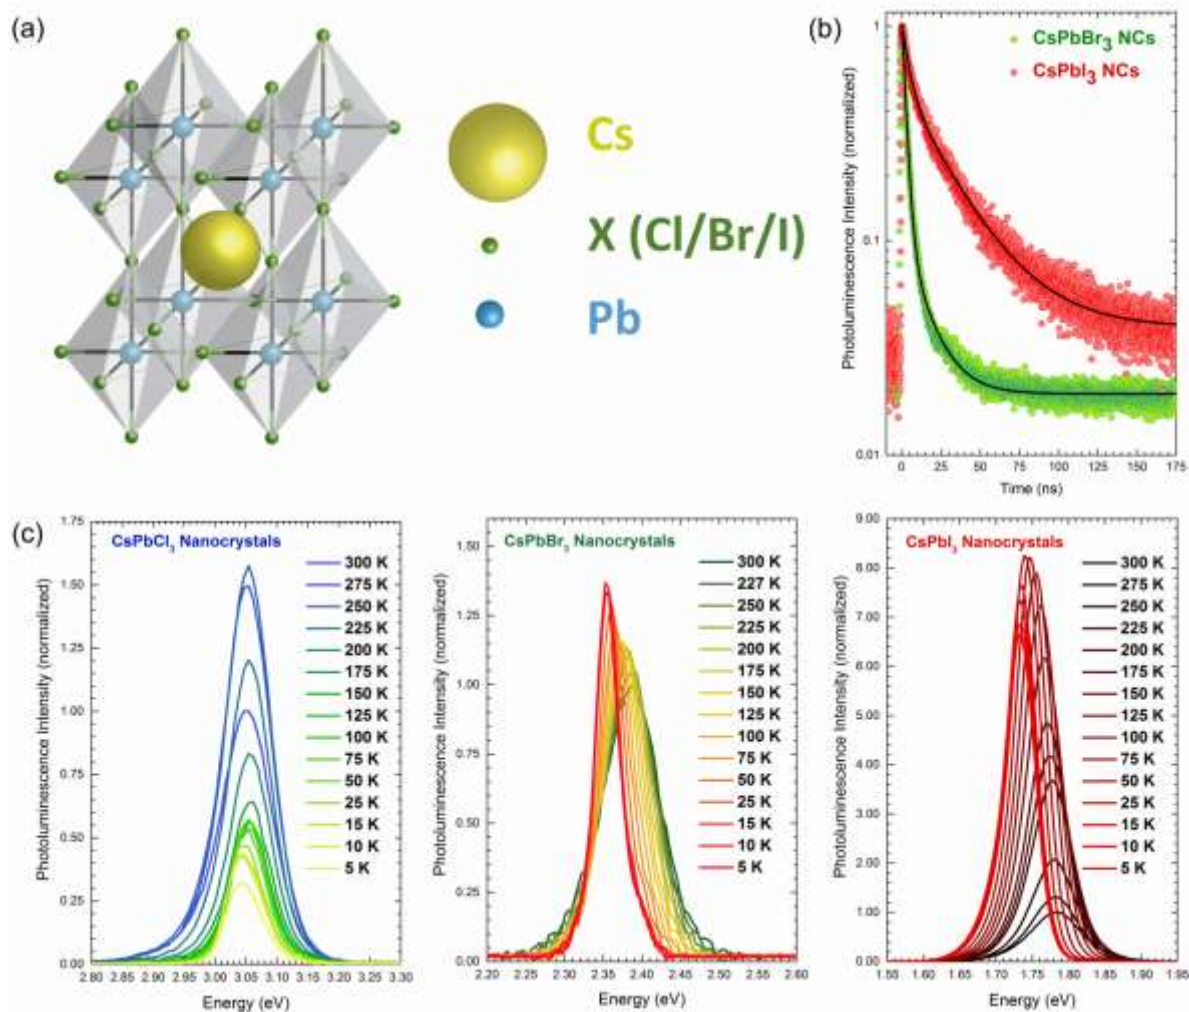 (a)
Cs
X (Cl/Br/I)
Pb
(b)
CsPbBr3 NCs
CsPbI3 NCs
Photoluminescence Intensity (normalized)
1
0.1
0.01
0 25 50 75 100 125 150 175
Time (ns)
(c)
CsPbCl3 Nanocrystals
300 K
275 K
250 K
225 K
200 K
175 K
150 K
125 K
100 K
75 K
50 K
25 K
15 K
10 K
5 K
Photoluminescence Intensity (normalized)
1.75
1.50
1.25
1.00
0.75
0.50
0.25
0.00
2.80 2.85 2.90 2.95 3.00 3.05 3.10 3.15 3.20 3.25 3.30
Energy (eV)
CsPbBr3 Nanocrystals
300 K
227 K
250 K
225 K
200 K
175 K
150 K
125 K
100 K
75 K
50 K
25 K
15 K
10 K
5 K
Photoluminescence Intensity (normalized)
1.50
1.25
1.00
0.75
0.50
0.25
0.00
2.20 2.25 2.30 2.35 2.40 2.45 2.50 2.55 2.60
Energy (eV)
CsPbI3 Nanocrystals
300 K
275 K
250 K
225 K
200 K
175 K
150 K
125 K
100 K
75 K
50 K
25 K
15 K
10 K
5 K
Photoluminescence Intensity (normalized)
9.00
8.00
7.00
6.00
5.00
4.00
3.00
2.00
1.00
0.00
1.55 1.60 1.65 1.70 1.75 1.80 1.85 1.90 1.95
Energy (eV)